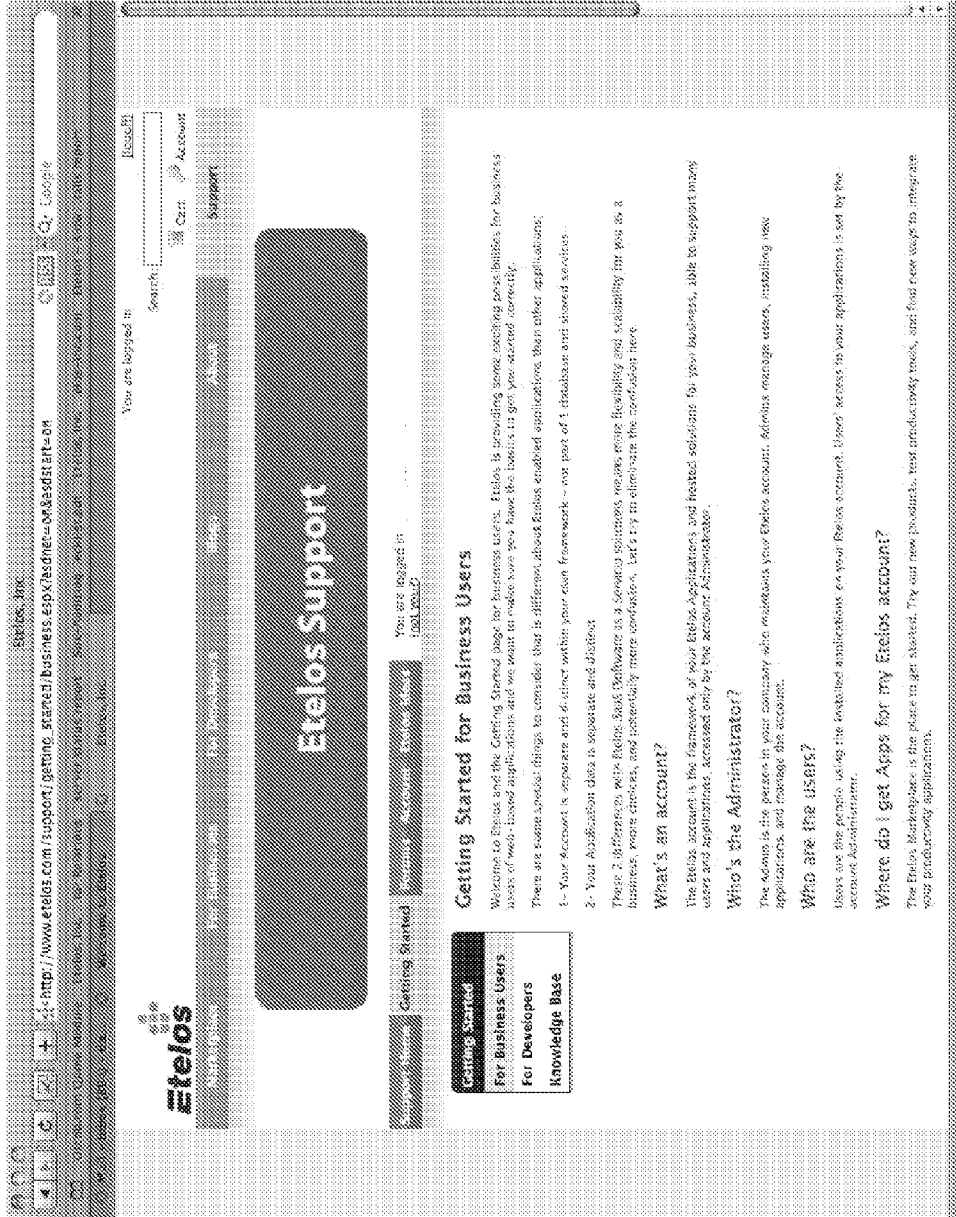 Etelos, Inc.
<http://www.etelos.com/support/getting_started/business.espx?esdnet=on&esdstart=on
Google
Welcome, Etelos
Etelos, Inc.
You are logged in
[logout]
Search:
Etelos
Cart
Account
Support
Etelos Support
Support Home
Getting Started
Forums
You are logged in
(not you?)
Getting Started
For Business Users
For Developers
Knowledge Base
Getting Started for Business Users
Welcome to Etelos and the Getting Started page for business users. Etelos is providing some exciting possibilities for business
users of web-based applications and we want to make sure you have the basics to get you started correctly.
There are some special things to consider that is different about Etelos enabled applications than other applications:
1- Your Account is separate and distinct within your own framework - not part of 1 database and shared services.
2- Your Application data is separate and distinct
These 2 differences with Etelos SaaS (Software as a Service) solutions means more flexibility and scalability for you as a
business, more choices, and potentially more confusion. Let's try to eliminate the confusion here.
What's an account?
The Etelos account is the framework of your Etelos Applications and hosted solutions for your business, able to support many
users and applications, accessed only by the account Administrator.
Who's the Administrator?
The Admin is the person in your company who maintains your Etelos account. Admins manage users, installing new
applications, and manage the account.
Who are the users?
Users are the people using the installed applications on your Etelos account. Users' access to your applications is set by the
account Administrator.
Where do I get Apps for my Etelos account?
The Etelos Marketplace is the place to get started. Try out new products, test productivity tools, and find new ways to integrate
your productivity applications.